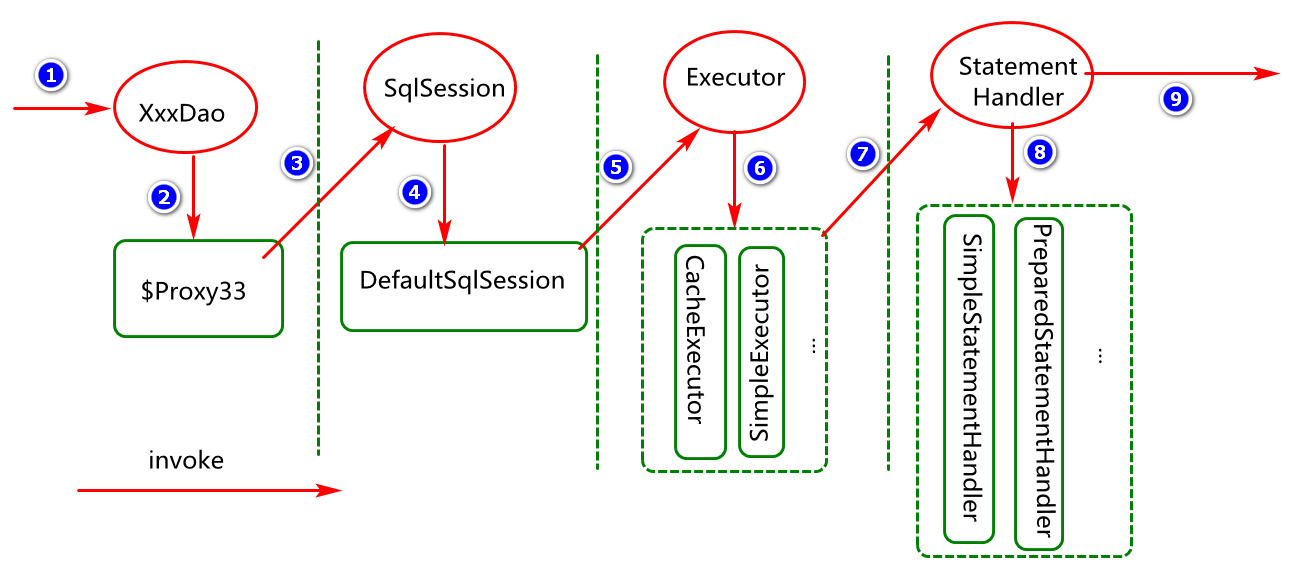 1
XxxDao
2
$Proxy33
3
SqlSession
4
DefaultSqlSession
5
Executor
6
CacheExecutor
SimpleExecutor
...
7
Statement
Handler
8
SimpleStatementHandler
PreparedStatementHandler
...
9
invoke